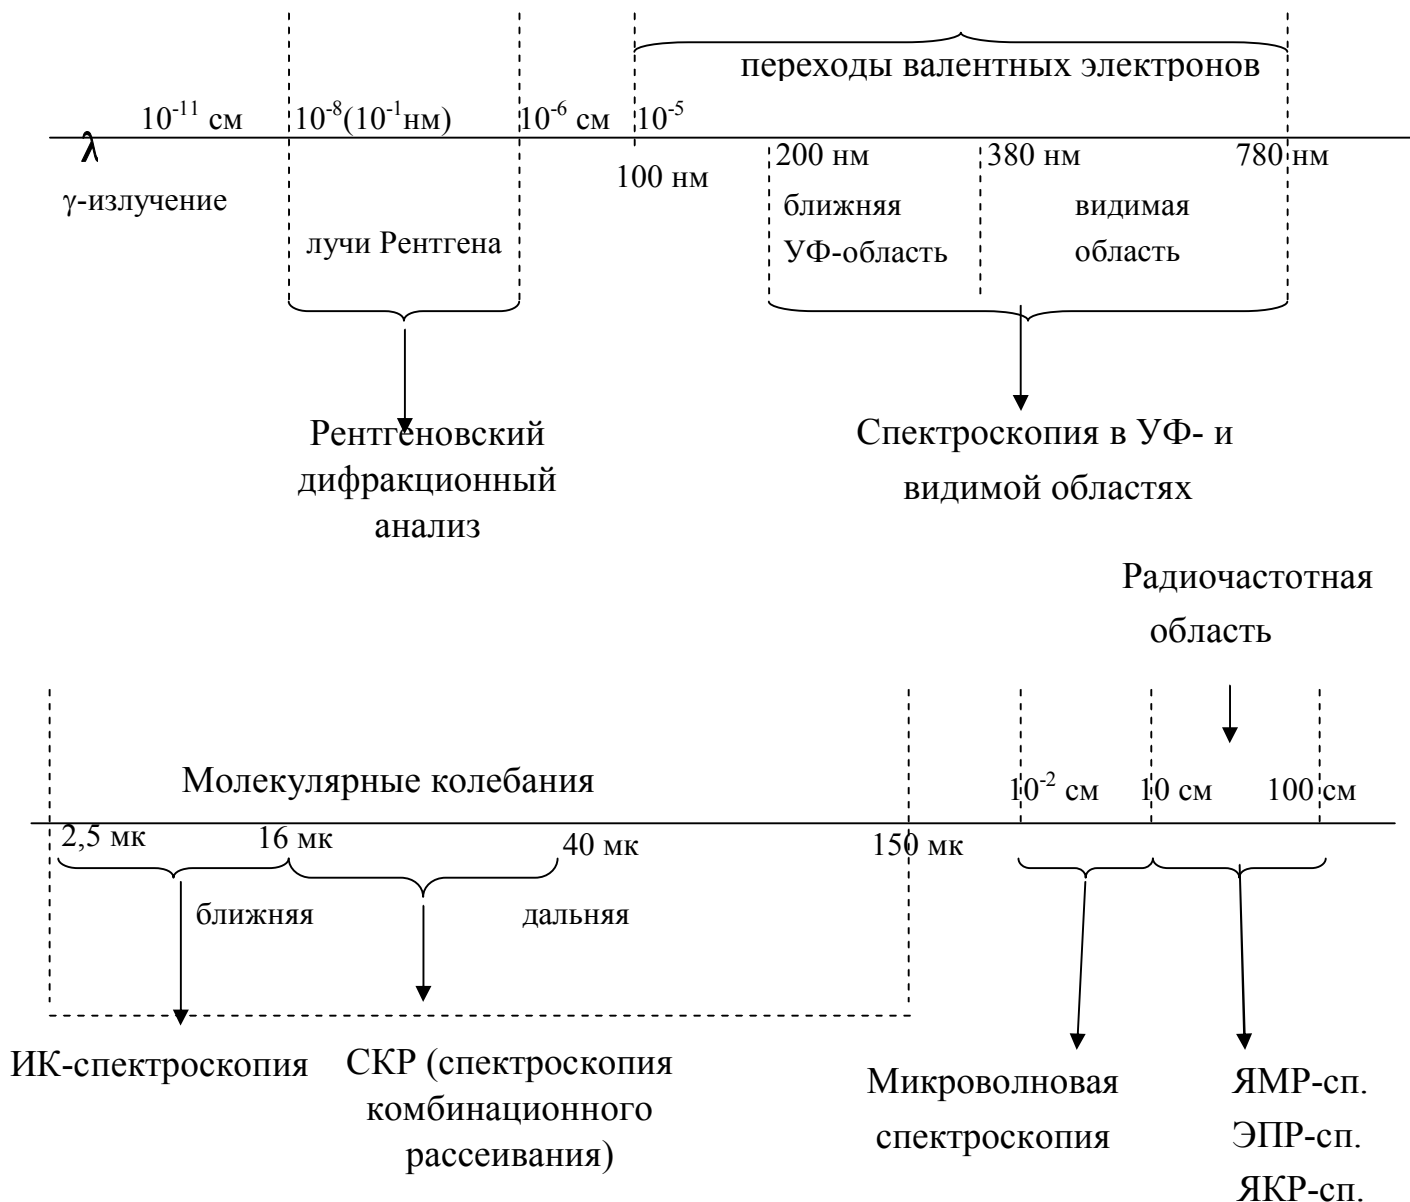 переходы валентных электронов
10⁻¹¹ см 10⁻⁸(10⁻¹нм) 10⁻⁶ см 10⁻⁵
λ 100 нм 200 нм 380 нм 780 нм
γ-излучение
лучи Рентгена
ближняя
УФ-область
видимая
область
Рентгеновский
дифракционный
анализ
Спектроскопия в УФ- и
видимой областях
Радиочастотная
область
Молекулярные колебания
10⁻² см 10 см 100 см
2,5 мк 16 мк 40 мк 150 мк
ближняя дальняя
ИК-спектроскопия
СКР (спектроскопия
комбинационного
рассеивания)
Микроволновая
спектроскопия
ЯМР-сп.
ЭПР-сп.
ЯКР-сп.